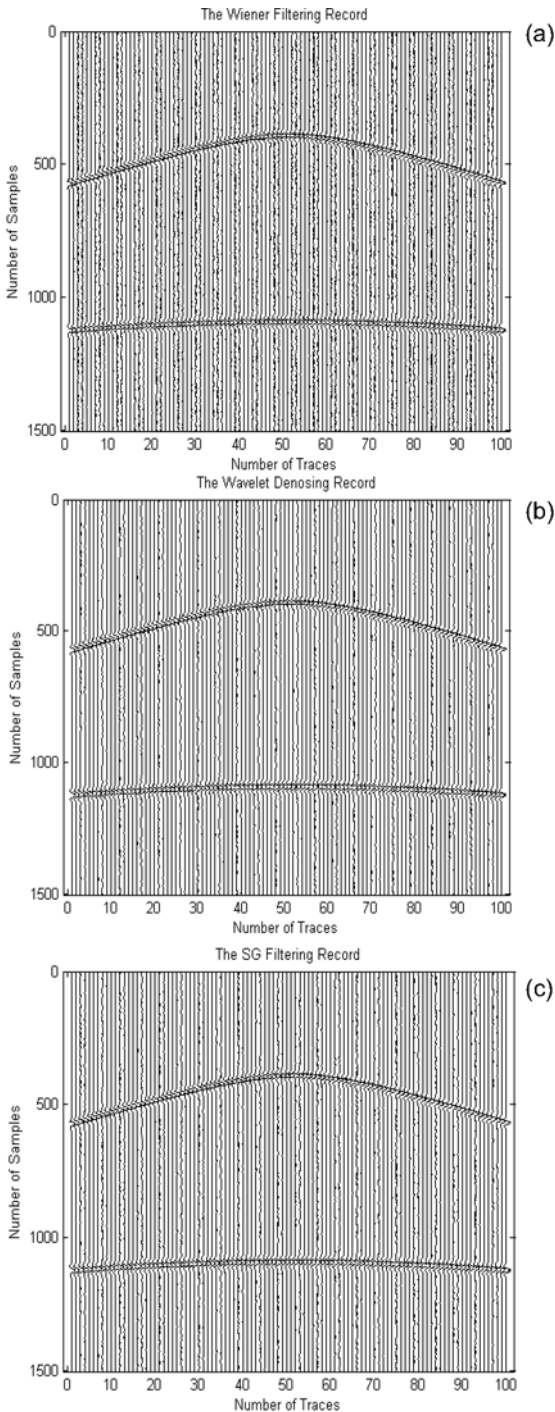 The Wiener Filtering Record
(a)
0
500
1000
1500
Number of Samples
0 10 20 30 40 50 60 70 80 90 100
Number of Traces
The Wavelet Denosing Record
(b)
0
500
1000
1500
Number of Samples
0 10 20 30 40 50 60 70 80 90 100
Number of Traces
The SG Filtering Record
(c)
0
500
1000
1500
Number of Samples
0 10 20 30 40 50 60 70 80 90 100
Number of Traces